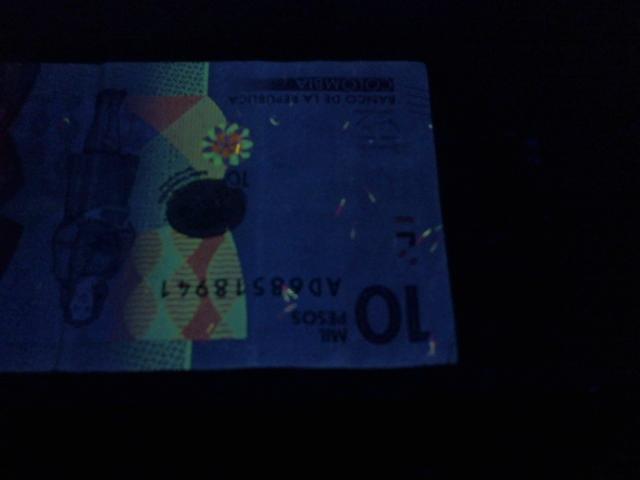 10
MIL
PESOS
AD68518941
10
BANCO DE LA REPUBLICA
COLOMBIA